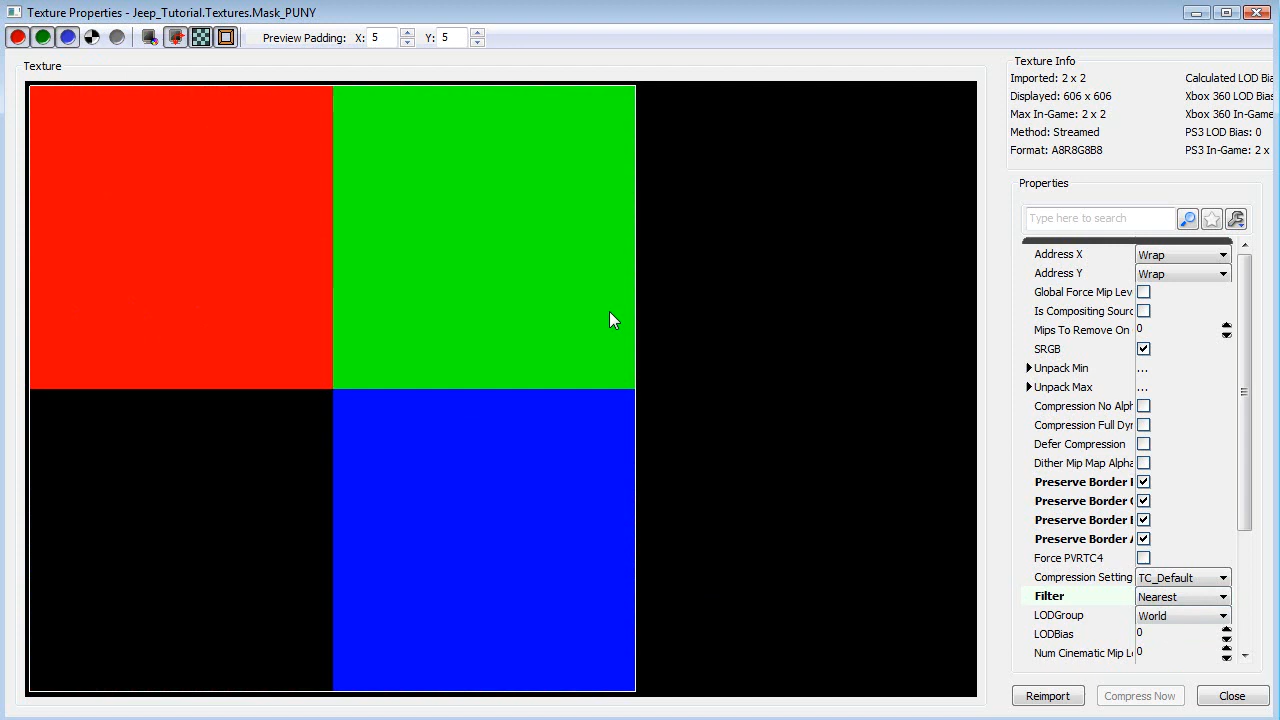 Texture Properties - Jeep_Tutorial.Textures.Mask_PUNY
Preview Padding: X: 5 Y: 5
Texture
Texture Info
Imported: 2 x 2 Calculated LOD Bia
Displayed: 606 x 606 Xbox 360 LOD Bias
Max In-Game: 2 x 2 Xbox 360 In-Game
Method: Streamed PS3 LOD Bias: 0
Format: A8R8G8B8 PS3 In-Game: 2 x
Properties
Type here to search
Address X Wrap
Address Y Wrap
Global Force Mip Lev
Is Compositing Sourc
Mips To Remove On 0
SRGB
Unpack Min ...
Unpack Max ...
Compression No Alph
Compression Full Dyr
Defer Compression
Dither Mip Map Alpha
Preserve Border
Preserve Border
Preserve Border
Preserve Border
Force PVRTC4
Compression Setting TC_Default
Filter Nearest
LODGroup World
LODBias 0
Num Cinematic Mip L 0
Reimport Compress Now Close